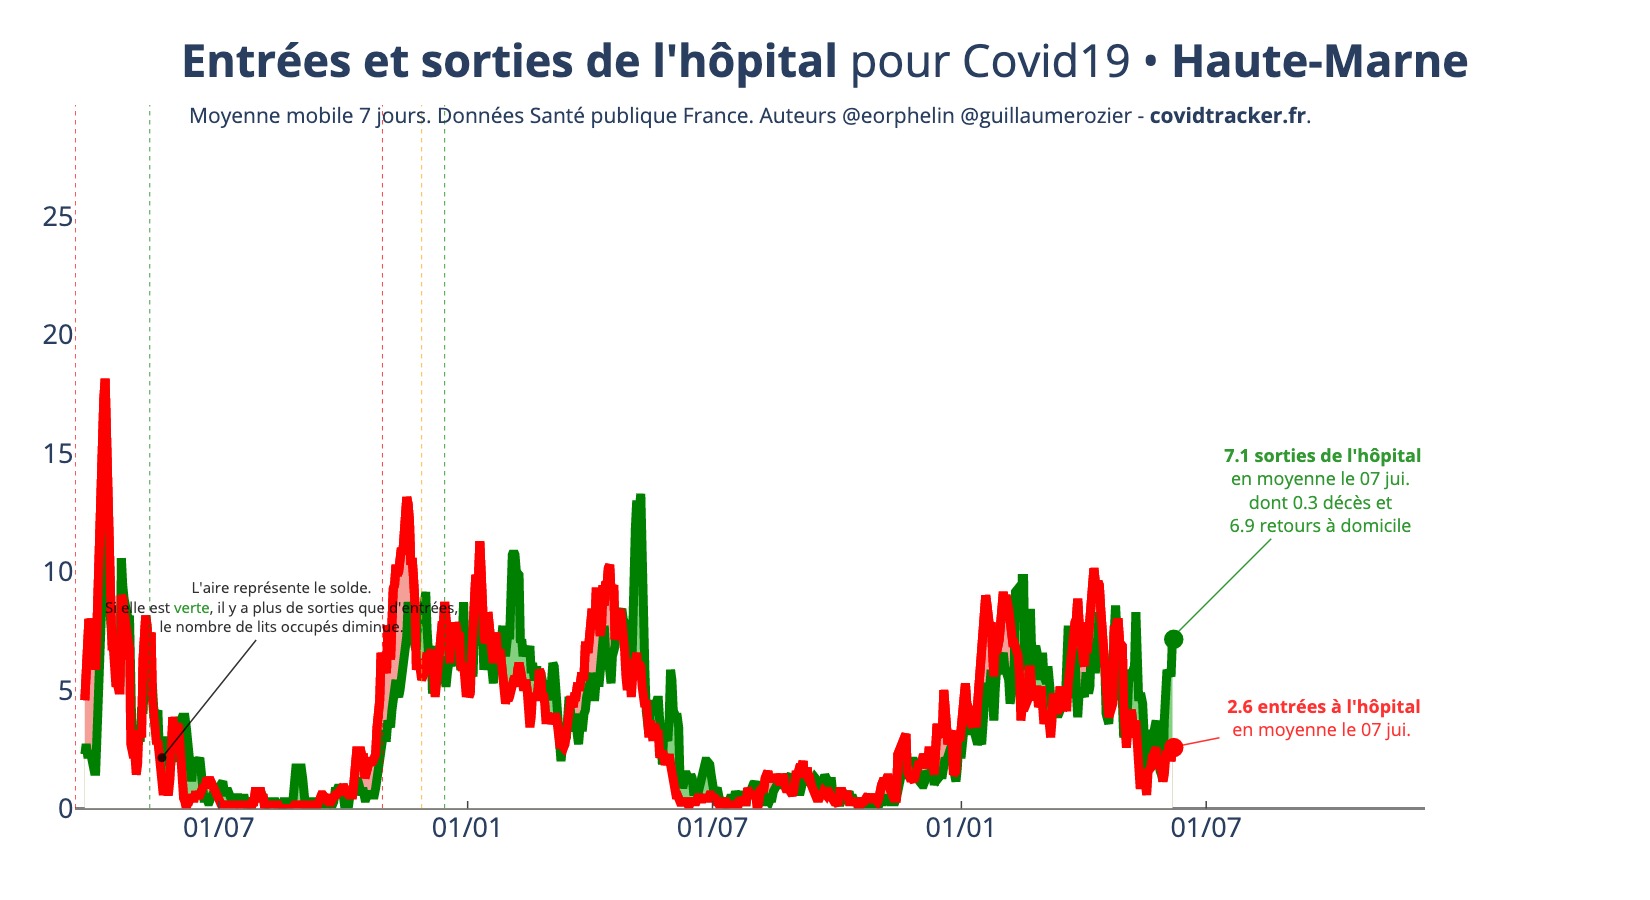 Entrées et sorties de l'hôpital pour Covid19 • Haute-Marne
Moyenne mobile 7 jours. Données Santé publique France. Auteurs @eorphelin @guillaumerozier - covidtracker.fr.
25
20
15
10
5
0
L'aire représente le solde.
Si elle est verte, il y a plus de sorties que d'entrées,
le nombre de lits occupés diminue.
7.1 sorties de l'hôpital
en moyenne le 07 jui.
dont 0.3 décès et
6.9 retours à domicile
2.6 entrées à l'hôpital
en moyenne le 07 jui.
01/07
01/01
01/07
01/01
01/07